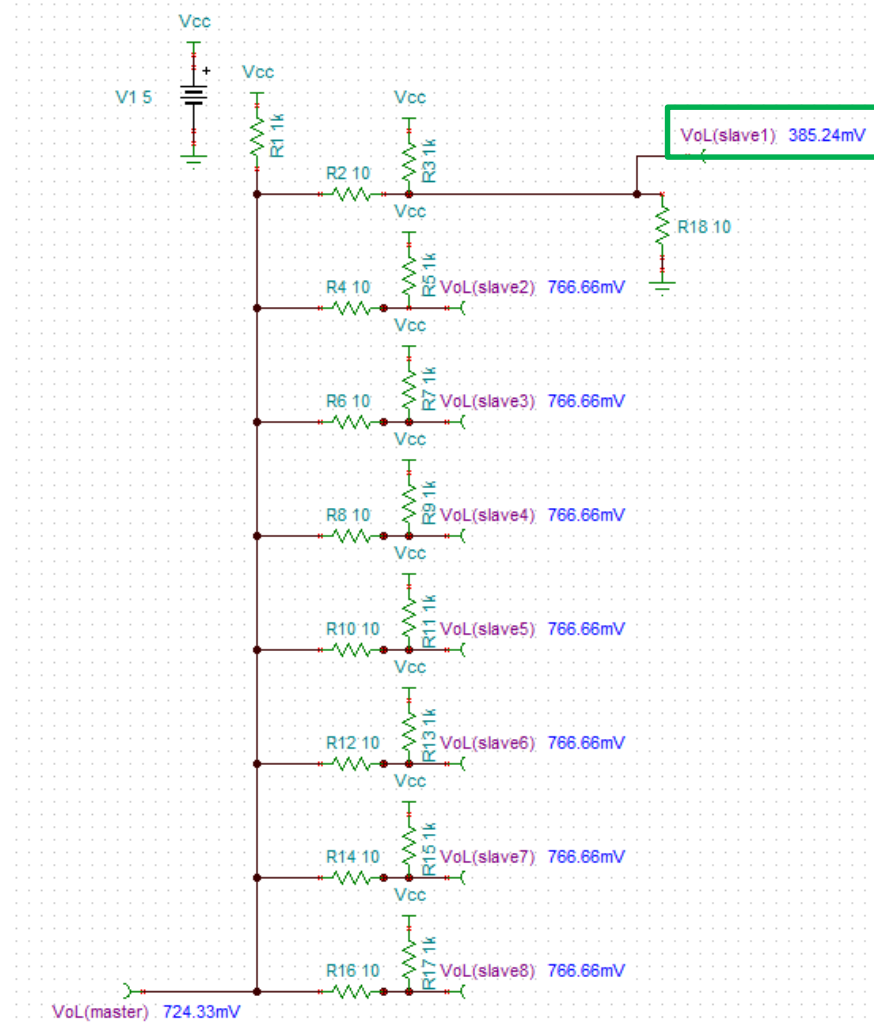 Vcc
V1 5
Vcc
R1 1k
Vcc
R3 1k
R2 10
VoL(slave1) 385.24mV
R18 10
Vcc
R5 1k
R4 10
VoL(slave2) 766.66mV
Vcc
R7 1k
R6 10
VoL(slave3) 766.66mV
Vcc
R9 1k
R8 10
VoL(slave4) 766.66mV
Vcc
R11 1k
R10 10
VoL(slave5) 766.66mV
Vcc
R13 1k
R12 10
VoL(slave6) 766.66mV
Vcc
R15 1k
R14 10
VoL(slave7) 766.66mV
Vcc
R17 1k
R16 10
VoL(slave8) 766.66mV
VoL(master) 724.33mV